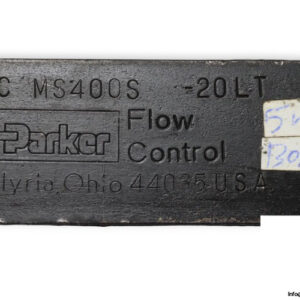 C MS400S -20LT
Parker Flow
Control
lyria, Ohio 44035 U.S.A